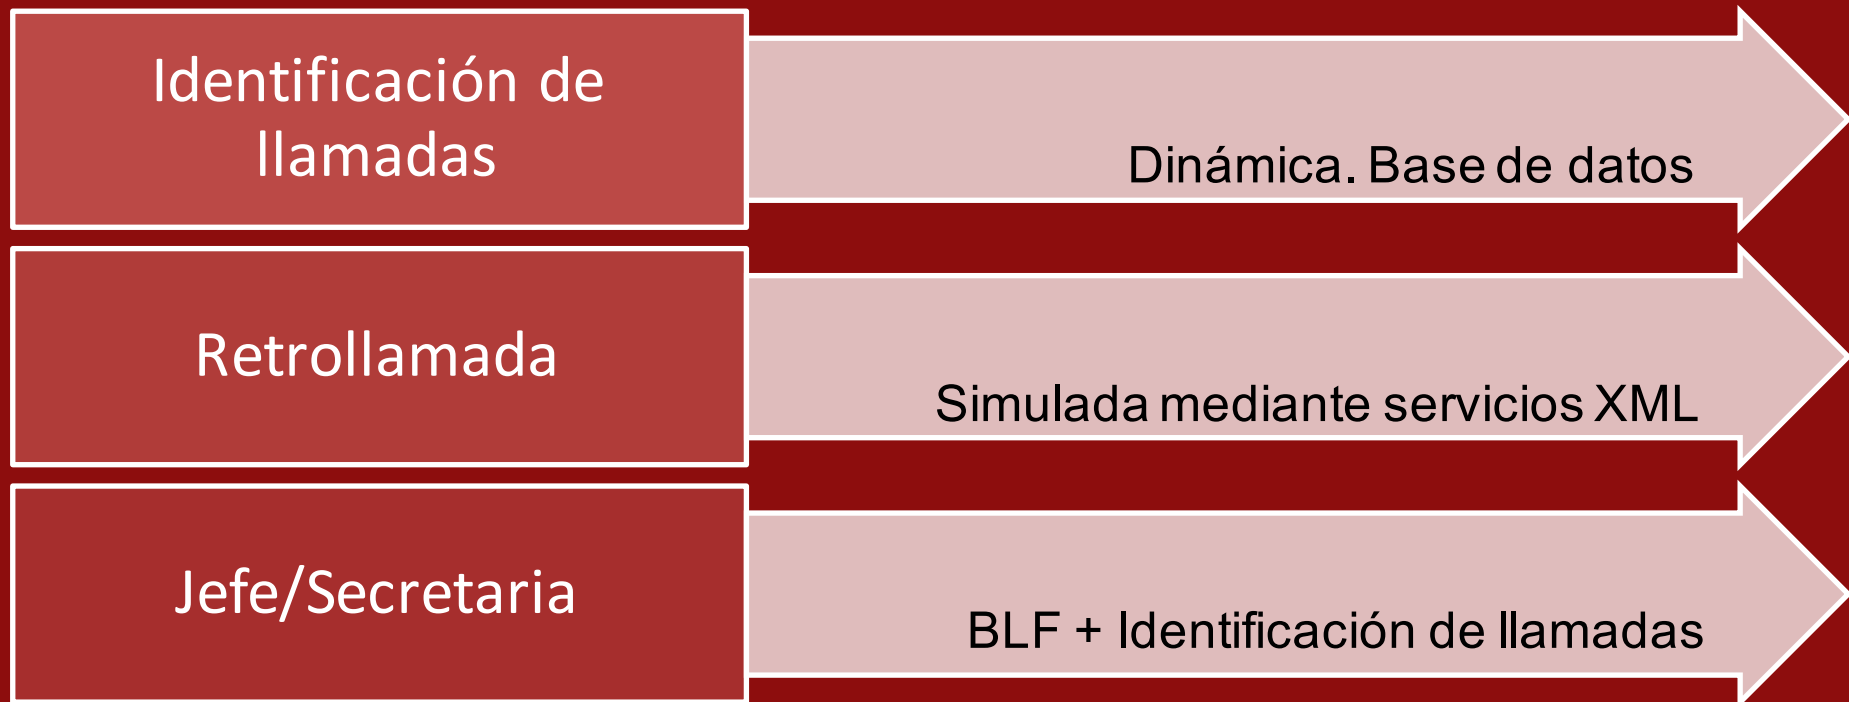 Identificación de
llamadas
Dinámica. Base de datos
Retrollamada
Simulada mediante servicios XML
Jefe/Secretaria
BLF + Identificación de llamadas